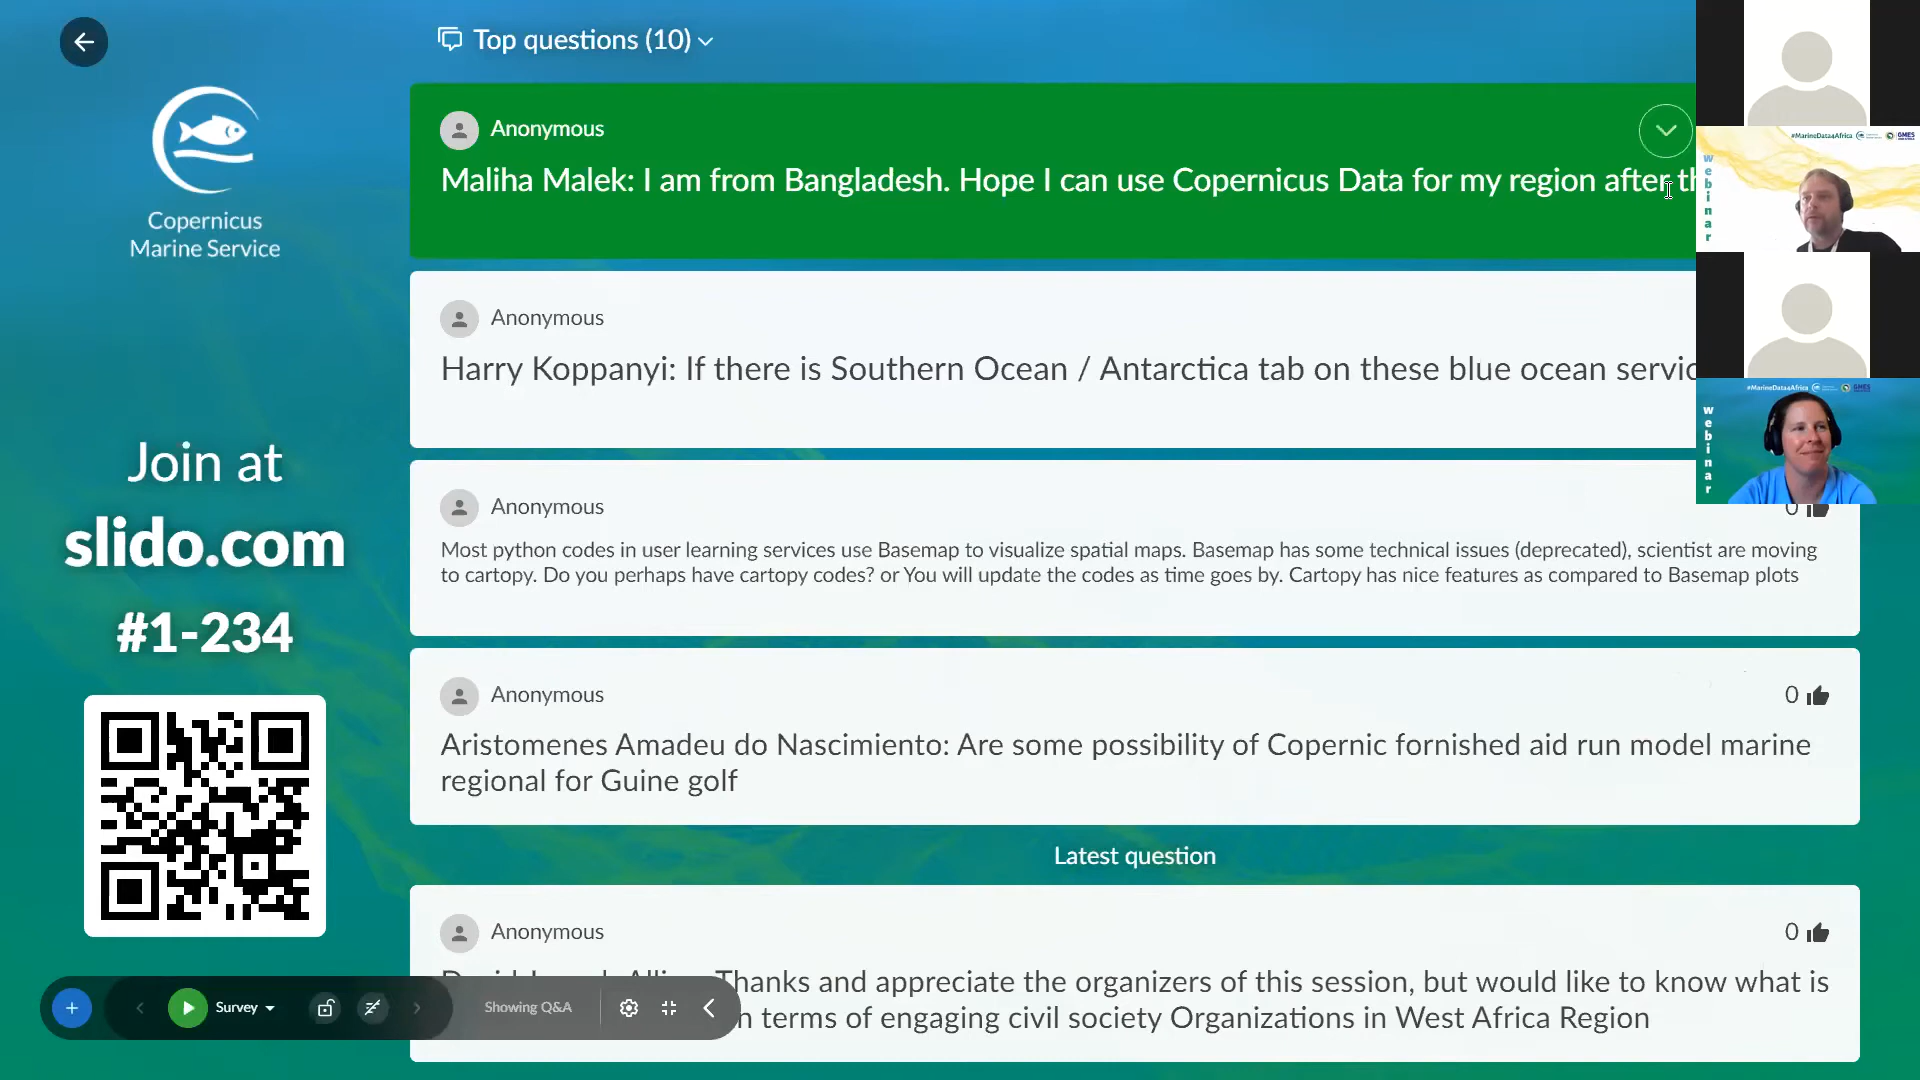 Top questions (10)
Copernicus
Marine Service
Join at
slido.com
#1-234
Anonymous
Maliha Malek: I am from Bangladesh. Hope I can use Copernicus Data for my region after
Anonymous
Harry Koppanyi: If there is Southern Ocean / Antarctica tab on these blue ocean
Anonymous
0
Most python codes in user learning services use Basemap to visualize spatial maps. Basemap has some technical issues (deprecated), scientist are moving
to cartopy. Do you perhaps have cartopy codes? or You will update the codes as time goes by. Cartopy has nice features as compared to Basemap plots
Anonymous
0
Aristomenes Amadeu do Nascimiento: Are some possibility of Copernic fornished aid run model marine
regional for Guine golf
Latest question
Anonymous
0
Thanks and appreciate the organizers of this session, but would like to know what is
in terms of engaging civil society Organizations in West Africa Region
Survey
Showing Q&A
#MarineData4Africa
GMES
webinar
#MarineData4Africa
GMES
webinar